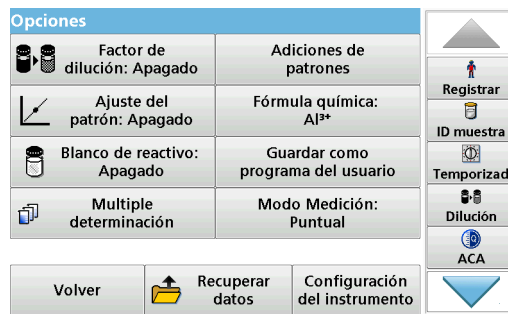 Opciones
Factor de
dilución: Apagado
Adiciones de
patrones
Ajuste del
patrón: Apagado
Fórmula química:
Al³⁺
Blanco de reactivo:
Apagado
Guardar como
programa del usuario
Multiple
determinación
Modo Medición:
Puntual
Volver
Recuperar
datos
Configuración
del instrumento
Registrar
ID muestra
Temporizad
Dilución
ACA